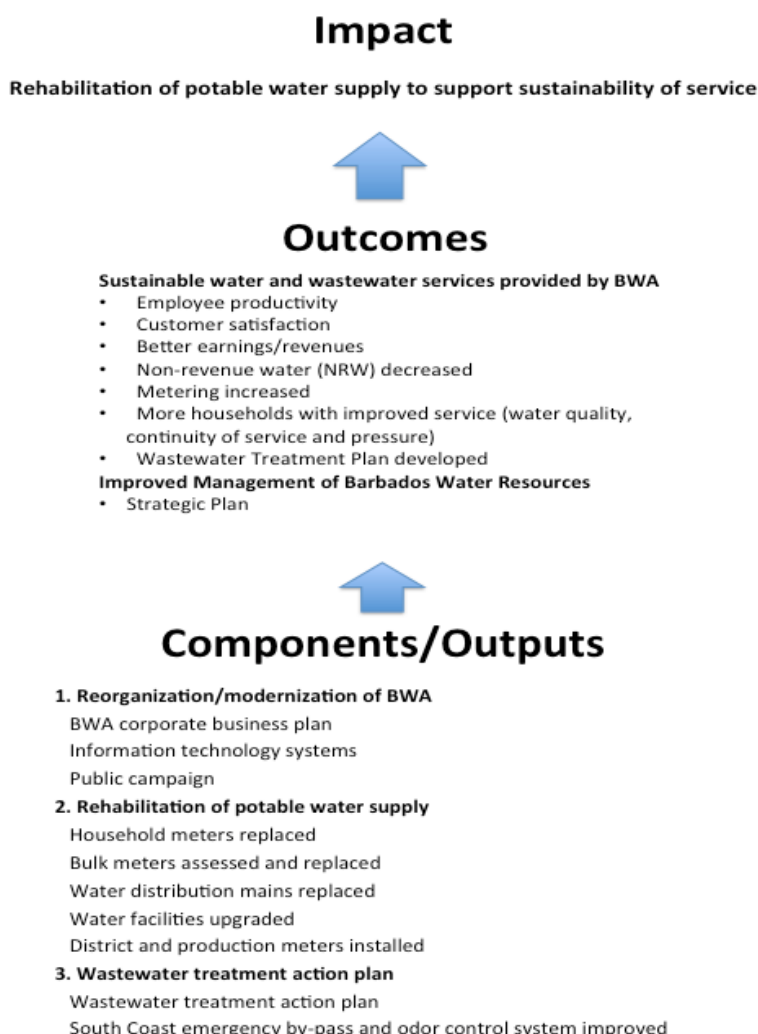 Impact
Rehabilitation of potable water supply to support sustainability of service
Outcomes
Sustainable water and wastewater services provided by BWA
• Employee productivity
• Customer satisfaction
• Better earnings/revenues
• Non-revenue water (NRW) decreased
• Metering increased
• More households with improved service (water quality,
continuity of service and pressure)
• Wastewater Treatment Plan developed
Improved Management of Barbados Water Resources
• Strategic Plan
Components/Outputs
1. Reorganization/modernization of BWA
BWA corporate business plan
Information technology systems
Public campaign
2. Rehabilitation of potable water supply
Household meters replaced
Bulk meters assessed and replaced
Water distribution mains replaced
Water facilities upgraded
District and production meters installed
3. Wastewater treatment action plan
Wastewater treatment action plan
South Coast emergency by-pass and odor control system improved